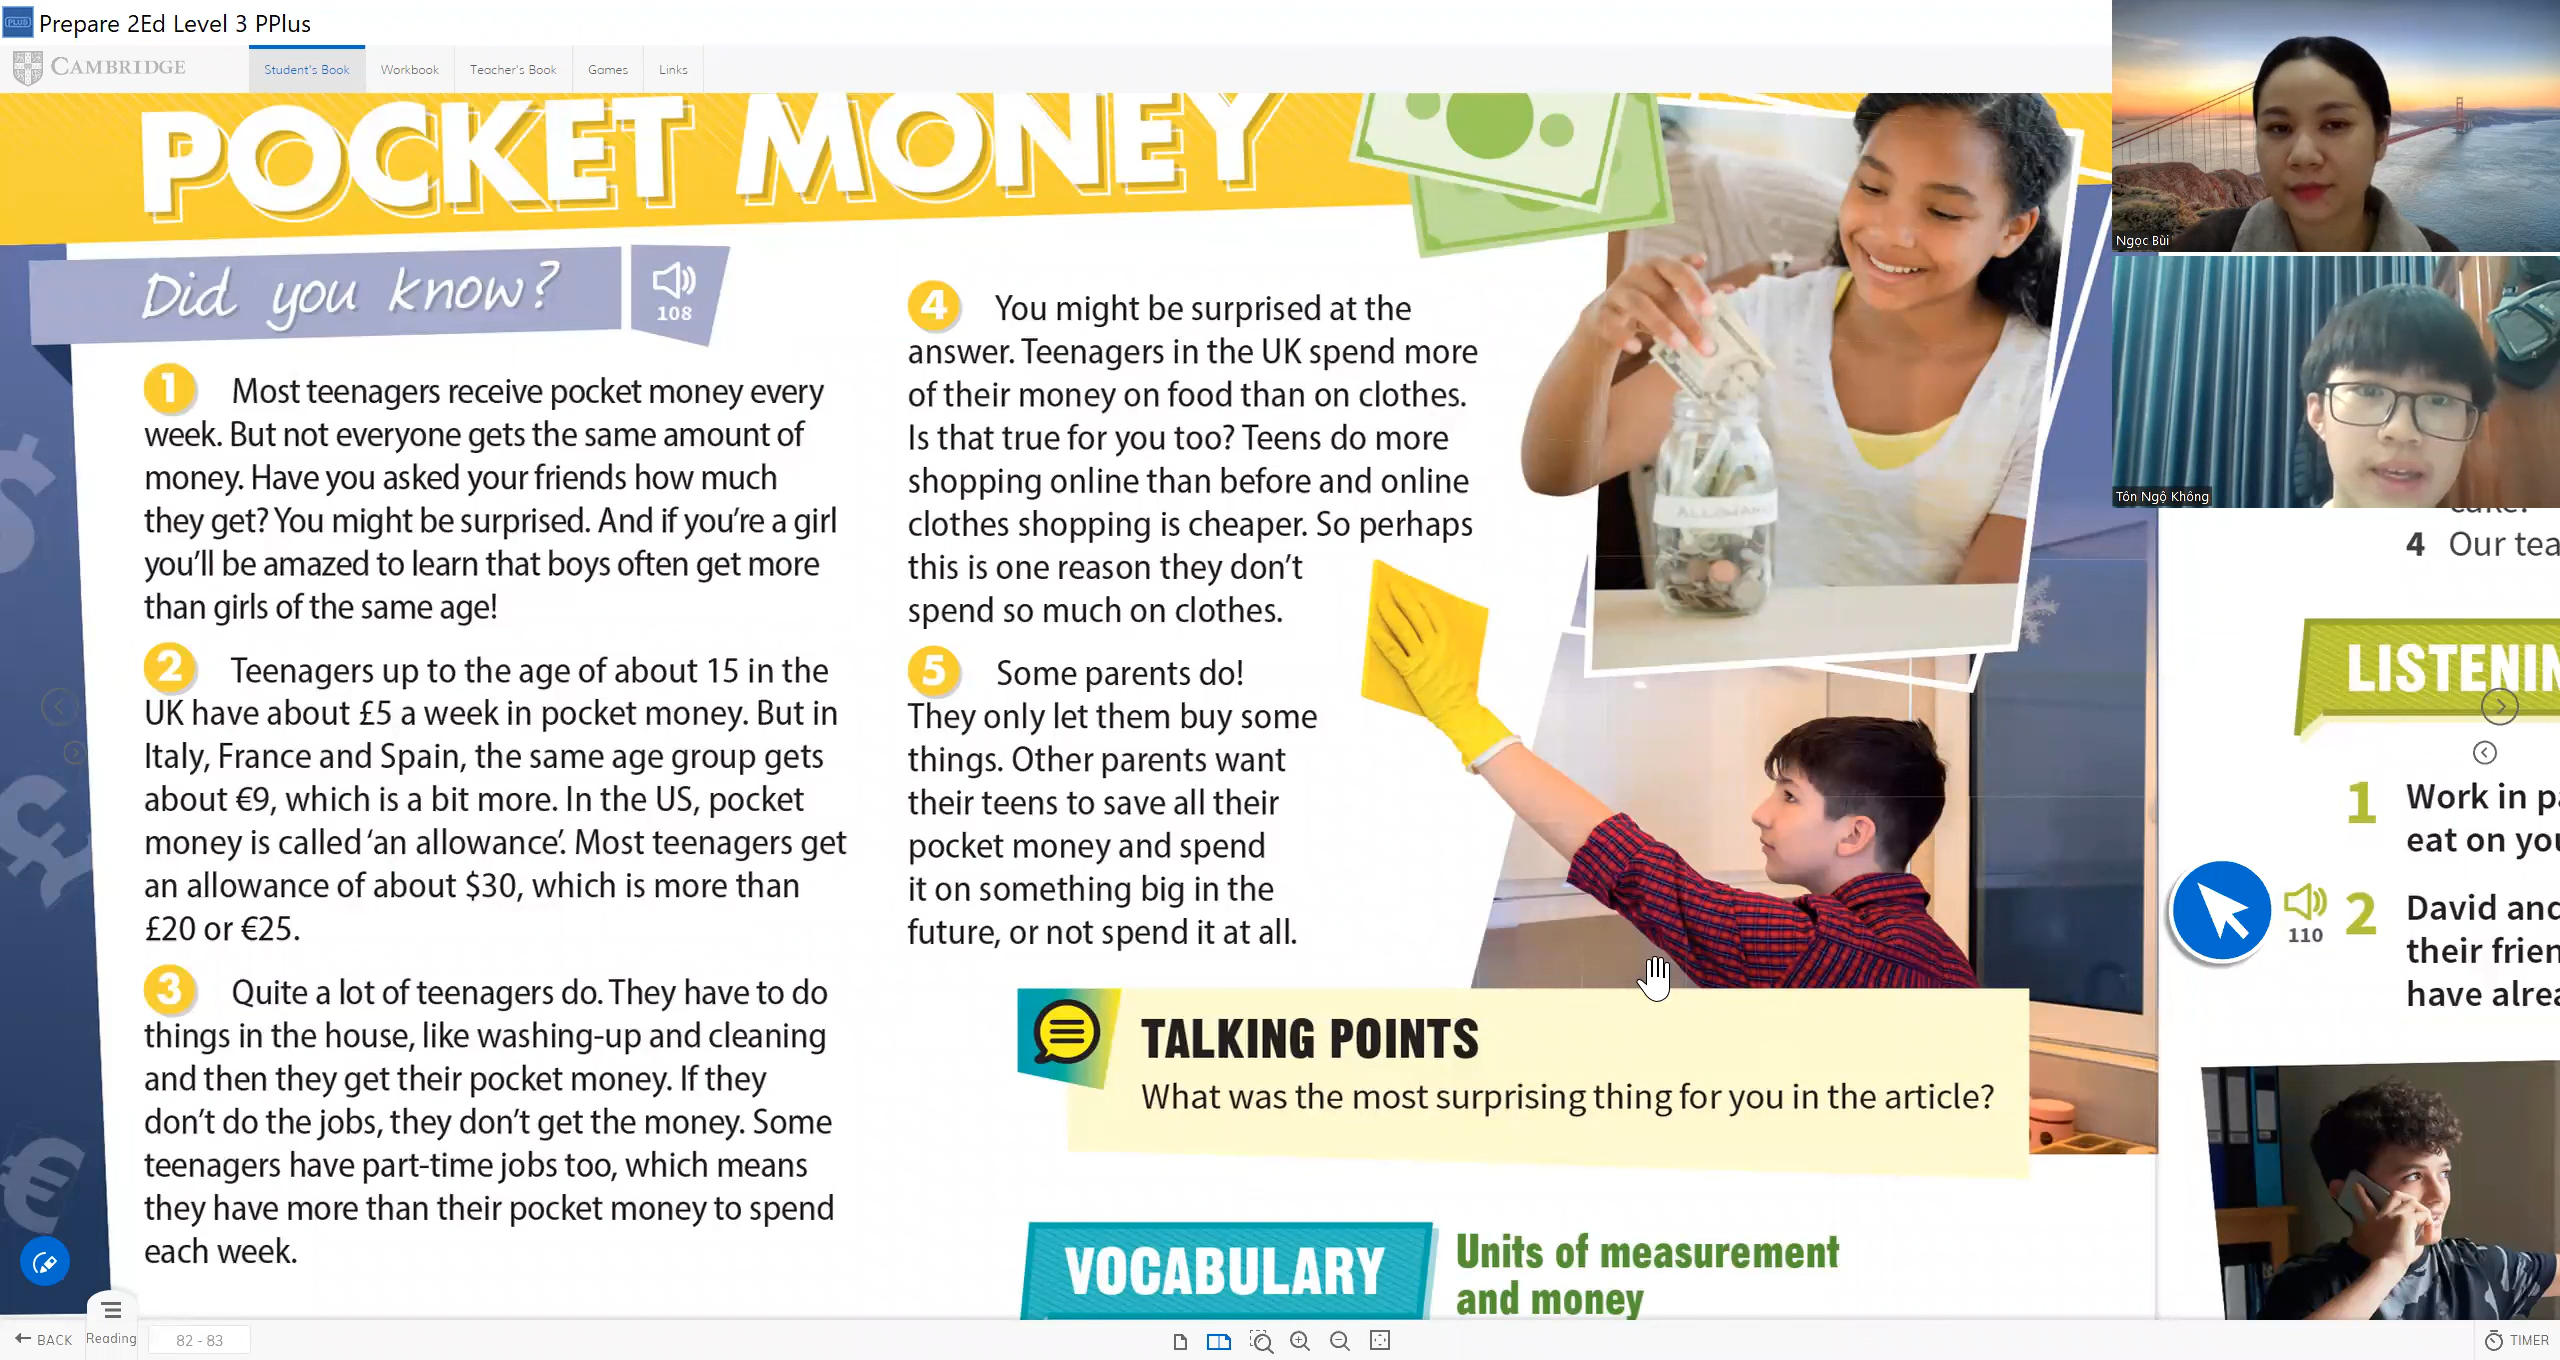 Prepare 2Ed Level 3 PPlus
CAMBRIDGE
Student's Book
Workbook
Teacher's Book
Games
Links
POCKET MONEY
Did you know?
108
1 Most teenagers receive pocket money every
week. But not everyone gets the same amount of
money. Have you asked your friends how much
they get? You might be surprised. And if you're a girl
you'll be amazed to learn that boys often get more
than girls of the same age!
2 Teenagers up to the age of about 15 in the
UK have about £5 a week in pocket money. But in
Italy, France and Spain, the same age group gets
about €9, which is a bit more. In the US, pocket
money is called 'an allowance'. Most teenagers get
an allowance of about $30, which is more than
£20 or €25.
3 Quite a lot of teenagers do. They have to do
things in the house, like washing-up and cleaning
and then they get their pocket money. If they
don't do the jobs, they don't get the money. Some
teenagers have part-time jobs too, which means
they have more than their pocket money to spend
each week.
4 You might be surprised at the
answer. Teenagers in the UK spend more
of their money on food than on clothes.
Is that true for you too? Teens do more
shopping online than before and online
clothes shopping is cheaper. So perhaps
this is one reason they don't
spend so much on clothes.
5 Some parents do!
They only let them buy some
things. Other parents want
their teens to save all their
pocket money and spend
it on something big in the
future, or not spend it at all.
TALKING POINTS
What was the most surprising thing for you in the article?
VOCABULARY
Units of measurement
and money
Ngọc Bùi
Tôn Ngộ Không
4 Our tea
LISTENIN
1 Work in pa
eat on you
110
2 David and
their frien
have alrea
BACK
Reading
82 - 83
TIMER